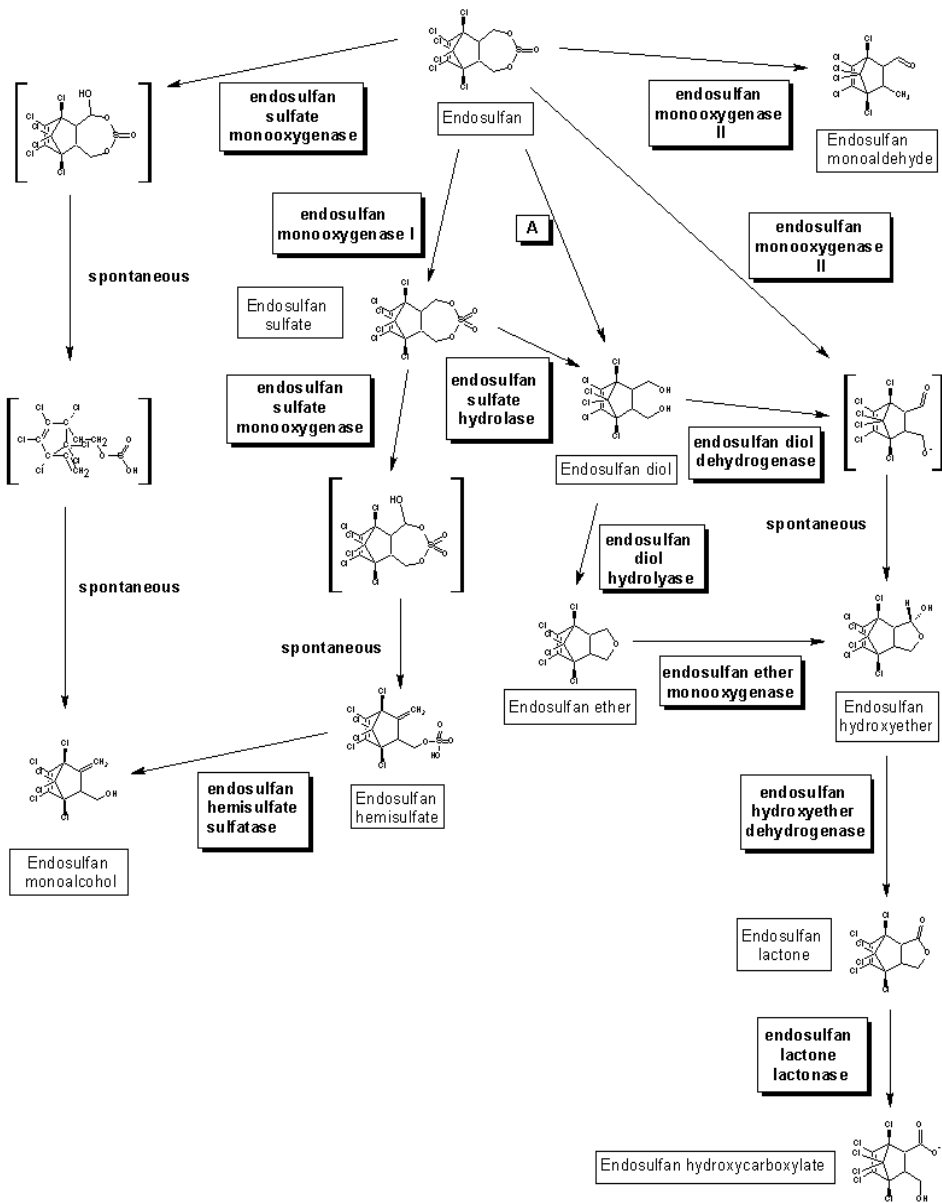 Endosulfan
endosulfan
sulfate
monooxygenase
endosulfan
monooxygenase
II
Endosulfan
monoaldehyde
endosulfan
monooxygenase I
A
endosulfan
monooxygenase
II
spontaneous
Endosulfan
sulfate
endosulfan
sulfate
monooxygenase
endosulfan
sulfate
hydrolase
Endosulfan diol
endosulfan diol
dehydrogenase
spontaneous
endosulfan
diol
hydrolyase
spontaneous
spontaneous
Endosulfan ether
endosulfan ether
monooxygenase
Endosulfan
hydroxyether
endosulfan
hemisulfate
sulfatase
Endosulfan
hemisulfate
endosulfan
hydroxyether
dehydrogenase
Endosulfan
monoalcohol
Endosulfan
lactone
endosulfan
lactone
lactonase
Endosulfan hydroxycarboxylate